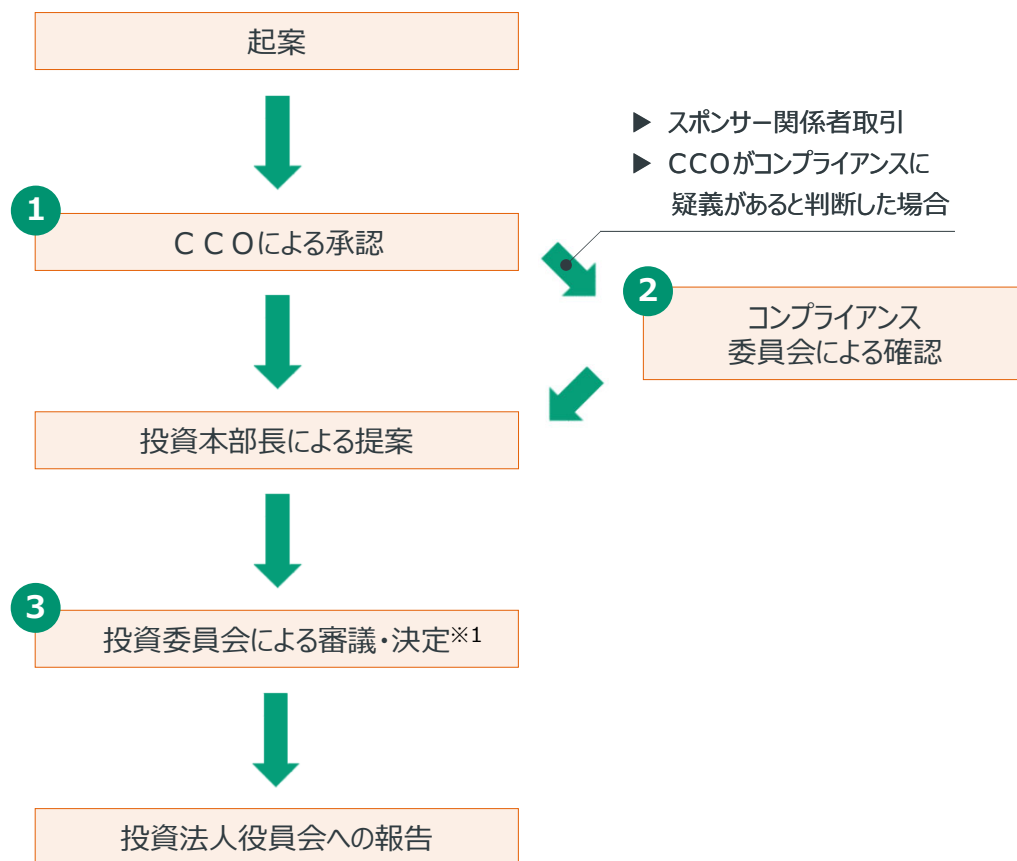 起案
▶ スポンサー関係者取引
▶ CCOがコンプライアンスに
疑義があると判断した場合
1
CCOによる承認
2
コンプライアンス
委員会による確認
投資本部長による提案
3
投資委員会による審議・決定※1
投資法人役員会への報告